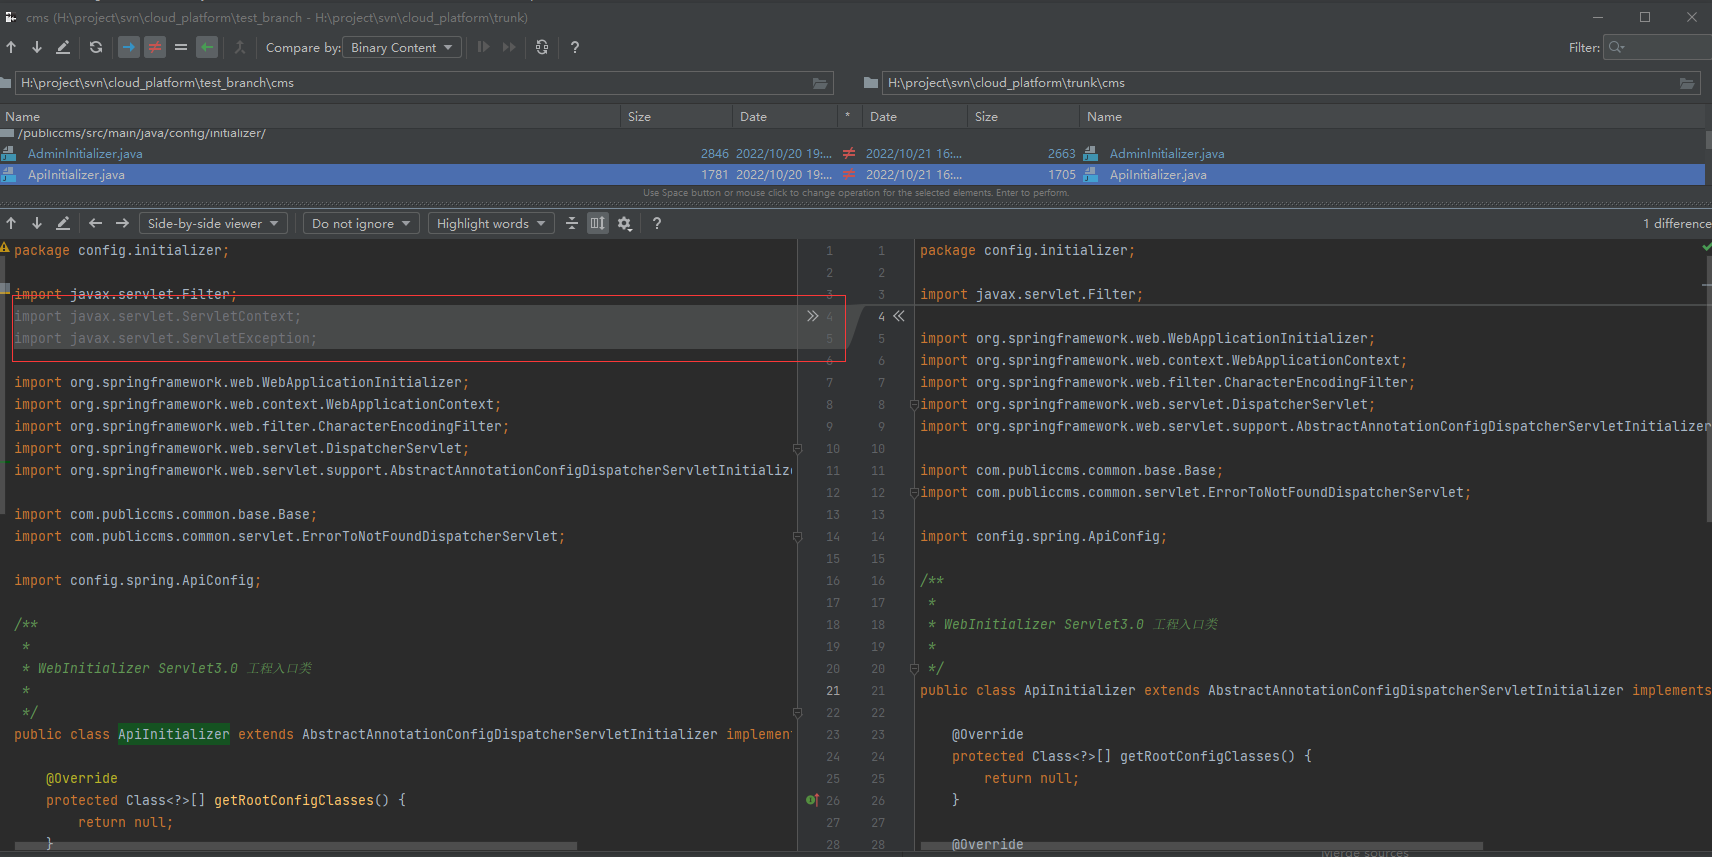 cms (H:\project\svn\cloud_platform\test_branch - H:\project\svn\cloud_platform\trunk)
Compare by: Binary Content
Filter:
H:\project\svn\cloud_platform\test_branch\cms
H:\project\svn\cloud_platform\trunk\cms
Name Size Date * Date Size Name
/publiccms/src/main/java/config/initializer/
AdminInitializer.java 2846 2022/10/20 19:... 2022/10/21 16:... 2663 AdminInitializer.java
ApiInitializer.java 1781 2022/10/20 19:... 2022/10/21 16:... 1705 ApiInitializer.java
Use Space button or mouse click to change operation for the selected elements. Enter to perform.
Side-by-side viewer Do not ignore Highlight words ? 1 difference
package config.initializer; 1
2
import javax.servlet.Filter; 3
import javax.servlet.ServletContext; 4
import javax.servlet.ServletException; 5
6
import org.springframework.web.WebApplicationInitializer; 7
import org.springframework.web.context.WebApplicationContext; 8
import org.springframework.web.filter.CharacterEncodingFilter; 9
import org.springframework.web.servlet.DispatcherServlet; 10
import org.springframework.web.servlet.support.AbstractAnnotationConfigDispatcherServletInitialize 11
12
import com.publiccms.common.base.Base; 13
import com.publiccms.common.servlet.ErrorToNotFoundDispatcherServlet; 14
15
import config.spring.ApiConfig; 16
17
/** 18
* 19
* WebInitializer Servlet3.0 工程入口类 20
* 21
*/ 22
public class ApiInitializer extends AbstractAnnotationConfigDispatcherServletInitializer implement 23
24
@Override 25
protected Class<?>[] getRootConfigClasses() { 26
return null; 27
} 28
1 package config.initializer;
2
3 import javax.servlet.Filter;
4
5 import org.springframework.web.WebApplicationInitializer;
6 import org.springframework.web.context.WebApplicationContext;
7 import org.springframework.web.filter.CharacterEncodingFilter;
8 import org.springframework.web.servlet.DispatcherServlet;
9 import org.springframework.web.servlet.support.AbstractAnnotationConfigDispatcherServletInitializer
10
11 import com.publiccms.common.base.Base;
12 import com.publiccms.common.servlet.ErrorToNotFoundDispatcherServlet;
13
14 import config.spring.ApiConfig;
15
16 /**
17 *
18 * WebInitializer Servlet3.0 工程入口类
19 *
20 */
21 public class ApiInitializer extends AbstractAnnotationConfigDispatcherServletInitializer implements
22
23 @Override
24 protected Class<?>[] getRootConfigClasses() {
25 return null;
26 }
27
28 @Override
Merge sources